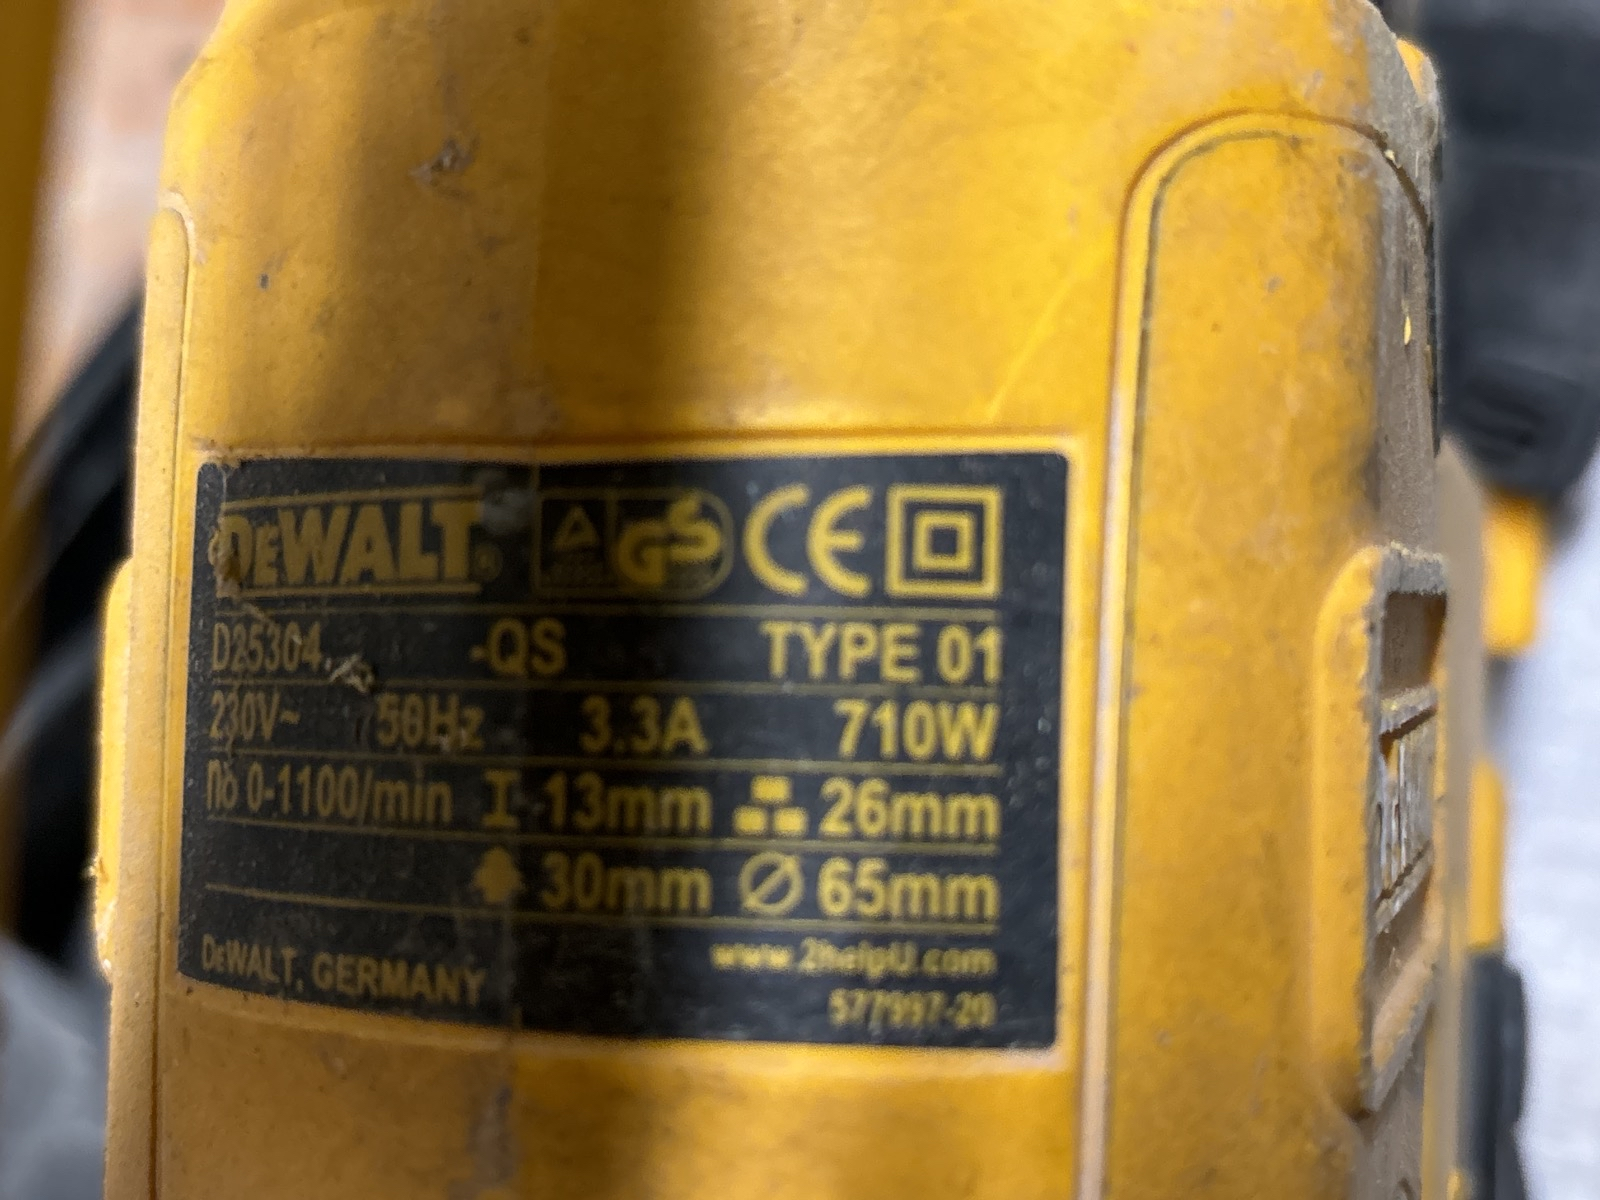 DEWALT® GS CE
D25304 -QS TYPE 01
230V~ 50Hz 3.3A 710W
no 0-1100/min 13mm 26mm
30mm Ø 65mm
DEWALT, GERMANY www.2helpU.com
577997-20